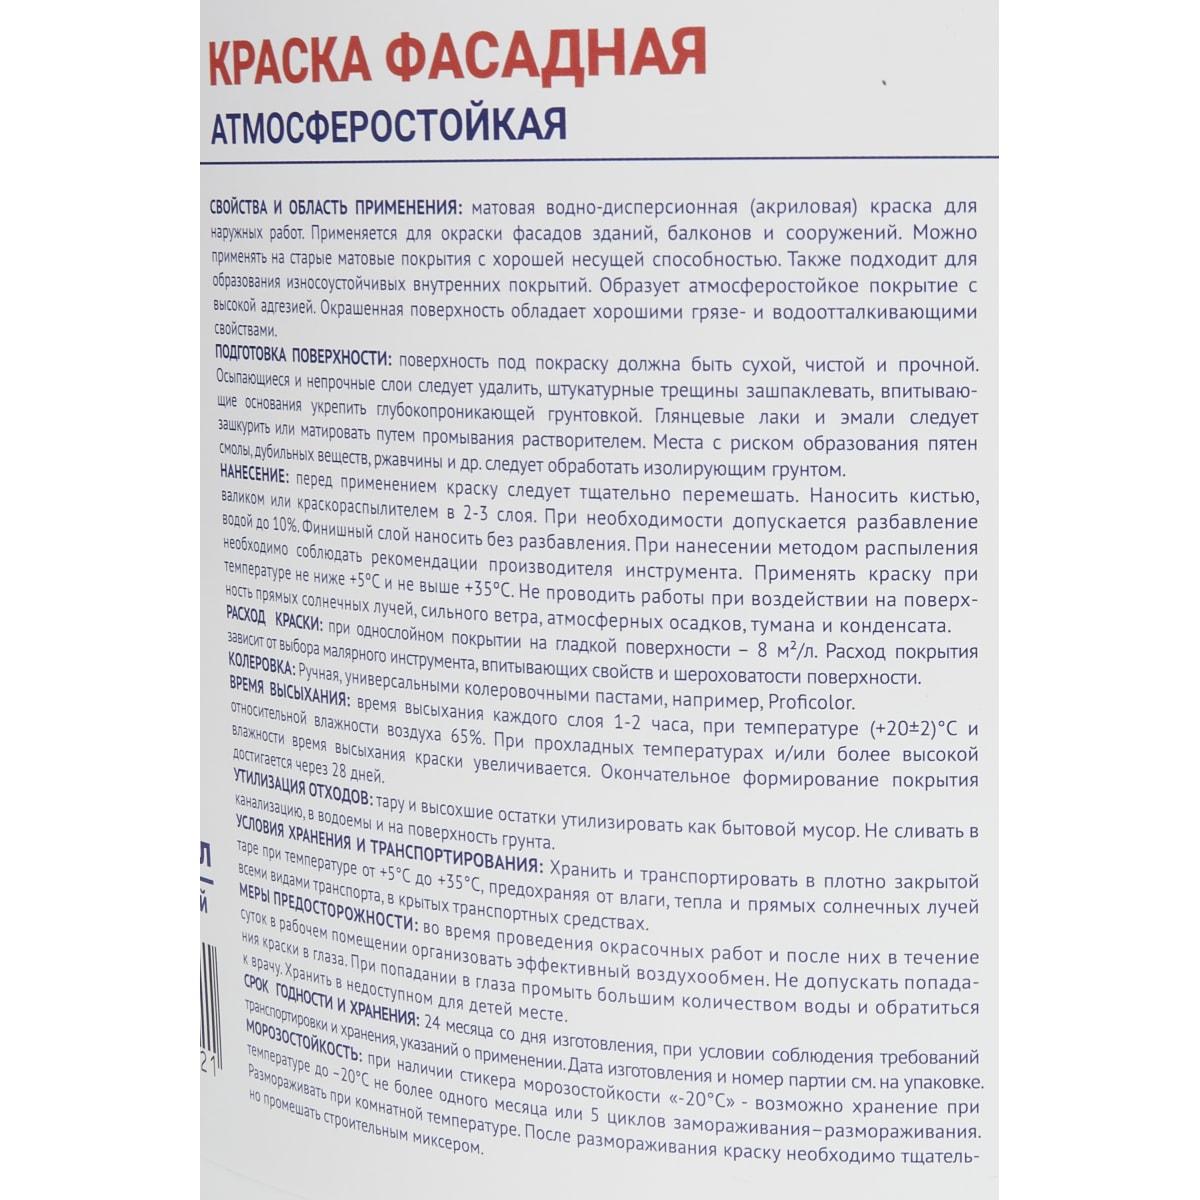 КРАСКА ФАСАДНАЯ
АТМОСФЕРОСТОЙКАЯ
СВОЙСТВА И ОБЛАСТЬ ПРИМЕНЕНИЯ: матовая водно-дисперсионная (акриловая) краска для
наружных работ. Применяется для окраски фасадов зданий, балконов и сооружений. Можно
применять на старые матовые покрытия с хорошей несущей способностью. Также подходит для
образования износоустойчивых внутренних покрытий. Образует атмосферостойкое покрытие с
высокой адгезией. Окрашенная поверхность обладает хорошими грязе- и водоотталкивающими
свойствами.
ПОДГОТОВКА ПОВЕРХНОСТИ: поверхность под покраску должна быть сухой, чистой и прочной.
Осыпающиеся и непрочные слои следует удалить, штукатурные трещины зашпаклевать, впитываю-
щие основания укрепить глубокопроникающей грунтовкой. Глянцевые лаки и эмали следует
зашкурить или матировать путем промывания растворителем. Места с риском образования пятен
смолы, дубильных веществ, ржавчины и др. следует обработать изолирующим грунтом.
НАНЕСЕНИЕ: перед применением краску следует тщательно перемешать. Наносить кистью,
валиком или краскораспылителем в 2-3 слоя. При необходимости допускается разбавление
водой до 10%. Финишный слой наносить без разбавления. При нанесении методом распыления
необходимо соблюдать рекомендации производителя инструмента. Применять краску при
температуре не ниже +5°С и не выше +35°С. Не проводить работы при воздействии на поверх-
ность прямых солнечных лучей, сильного ветра, атмосферных осадков, тумана и конденсата.
РАСХОД КРАСКИ: при однослойном покрытии на гладкой поверхности – 8 м²/л. Расход покрытия
зависит от выбора малярного инструмента, впитывающих свойств и шероховатости поверхности.
КОЛЕРОВКА: Ручная, универсальными колеровочными пастами, например, Proficolor.
ВРЕМЯ ВЫСЫХАНИЯ: время высыхания каждого слоя 1-2 часа, при температуре (+20±2)°С и
относительной влажности воздуха 65%. При прохладных температурах и/или более высокой
влажности время высыхания краски увеличивается. Окончательное формирование покрытия
достигается через 28 дней.
УТИЛИЗАЦИЯ ОТХОДОВ: тару и высохшие остатки утилизировать как бытовой мусор. Не сливать в
канализацию, в водоемы и на поверхность грунта.
УСЛОВИЯ ХРАНЕНИЯ И ТРАНСПОРТИРОВАНИЯ: Хранить и транспортировать в плотно закрытой
таре при температуре от +5°С до +35°С, предохраняя от влаги, тепла и прямых солнечных лучей
всеми видами транспорта, в крытых транспортных средствах.
МЕРЫ ПРЕДОСТОРОЖНОСТИ: во время проведения окрасочных работ и после них в течение
суток в рабочем помещении организовать эффективный воздухообмен. Не допускать попада-
ния краски в глаза. При попадании в глаза промыть большим количеством воды и обратиться
к врачу. Хранить в недоступном для детей месте.
СРОК ГОДНОСТИ И ХРАНЕНИЯ: 24 месяца со дня изготовления, при условии соблюдения требований
транспортировки и хранения, указаний о применении. Дата изготовления и номер партии см. на упаковке.
МОРОЗОСТОЙКОСТЬ: при наличии стикера морозостойкости «-20°С» - возможно хранение при
температуре до –20°С не более одного месяца или 5 циклов замораживания–размораживания.
Размораживать при комнатной температуре. После размораживания краску необходимо тщатель-
но промешать строительным миксером.
л
й
21